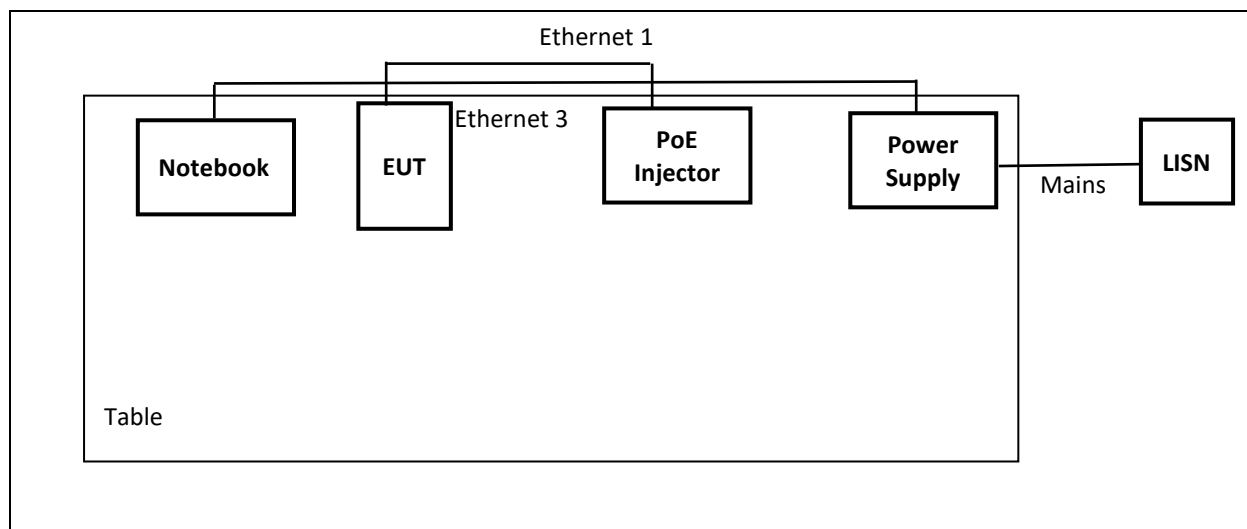 Ethernet 1
Ethernet 3
Notebook
EUT
PoE
Injector
Power
Supply
Mains
LISN
Table